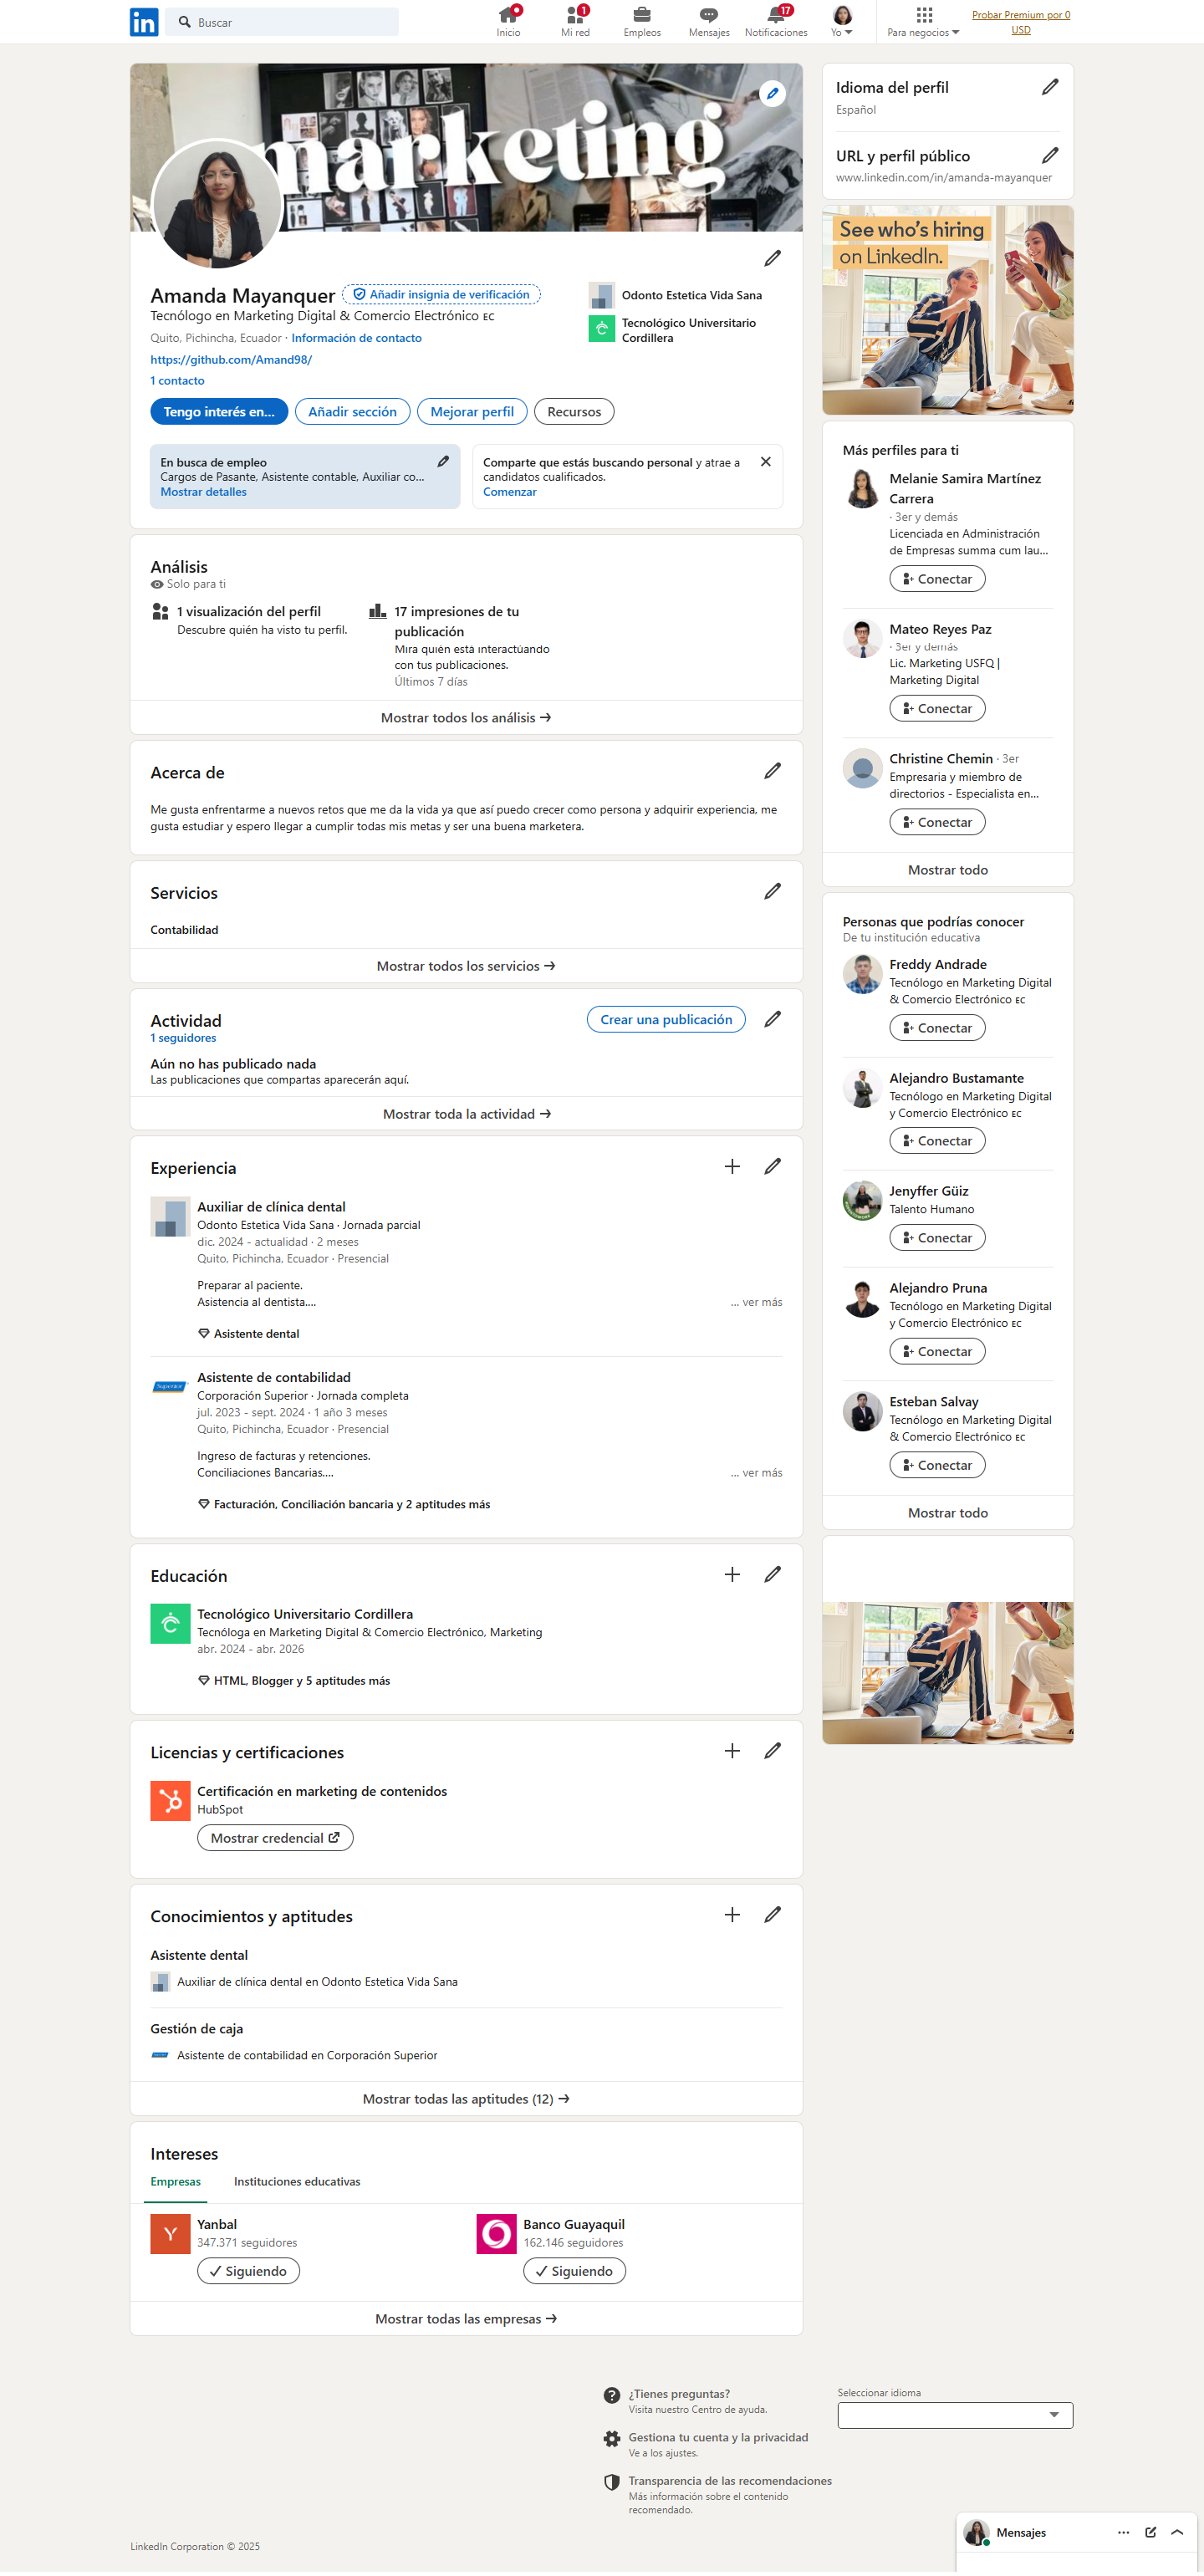 Buscar
Inicio
1
Mi red
Empleos
Mensajes
17
Notificaciones
Yo
Para negocios
Probar Premium por 0
USD
marketing
Amanda Mayanquer
Añadir insignia de verificación
Tecnólogo en Marketing Digital & Comercio Electrónico EC
Quito, Pichincha, Ecuador · Información de contacto
https://github.com/Amand98/
1 contacto
Odonto Estetica Vida Sana
Tecnológico Universitario
Cordillera
Tengo interés en...
Añadir sección
Mejorar perfil
Recursos
En busca de empleo
Cargos de Pasante, Asistente contable, Auxiliar co...
Mostrar detalles
Comparte que estás buscando personal y atrae a
candidatos cualificados.
Comenzar
Análisis
Solo para ti
1 visualización del perfil
Descubre quién ha visto tu perfil.
17 impresiones de tu
publicación
Mira quién está interactuando
con tus publicaciones.
Últimos 7 días
Mostrar todos los análisis
Acerca de
Me gusta enfrentarme a nuevos retos que me da la vida ya que así puedo crecer como persona y adquirir experiencia, me
gusta estudiar y espero llegar a cumplir todas mis metas y ser una buena marketera.
Servicios
Contabilidad
Mostrar todos los servicios
Actividad
1 seguidores
Crear una publicación
Aún no has publicado nada
Las publicaciones que compartas aparecerán aquí.
Mostrar toda la actividad
Experiencia
Auxiliar de clínica dental
Odonto Estetica Vida Sana · Jornada parcial
dic. 2024 - actualidad · 2 meses
Quito, Pichincha, Ecuador · Presencial
Preparar al paciente.
Asistencia al dentista....
... ver más
Asistente dental
Superior
Asistente de contabilidad
Corporación Superior · Jornada completa
jul. 2023 - sept. 2024 · 1 año 3 meses
Quito, Pichincha, Ecuador · Presencial
Ingreso de facturas y retenciones.
Conciliaciones Bancarias....
... ver más
Facturación, Conciliación bancaria y 2 aptitudes más
Educación
Tecnológico Universitario Cordillera
Tecnóloga en Marketing Digital & Comercio Electrónico, Marketing
abr. 2024 - abr. 2026
HTML, Blogger y 5 aptitudes más
Licencias y certificaciones
Certificación en marketing de contenidos
HubSpot
Mostrar credencial
Conocimientos y aptitudes
Asistente dental
Auxiliar de clínica dental en Odonto Estetica Vida Sana
Gestión de caja
Asistente de contabilidad en Corporación Superior
Mostrar todas las aptitudes (12)
Intereses
Empresas
Instituciones educativas
Yanbal
347.371 seguidores
Siguiendo
Banco Guayaquil
162.146 seguidores
Siguiendo
Mostrar todas las empresas
Idioma del perfil
Español
URL y perfil público
www.linkedin.com/in/amanda-mayanquer
See who's hiring
on LinkedIn.
Más perfiles para ti
Melanie Samira Martínez
Carrera
· 3er y demás
Licenciada en Administración
de Empresas summa cum lau...
Conectar
Mateo Reyes Paz
· 3er y demás
Lic. Marketing USFQ |
Marketing Digital
Conectar
Christine Chemin · 3er
Empresaria y miembro de
directorios - Especialista en...
Conectar
Mostrar todo
Personas que podrías conocer
De tu institución educativa
Freddy Andrade
Tecnólogo en Marketing Digital
& Comercio Electrónico EC
Conectar
Alejandro Bustamante
Tecnólogo en Marketing Digital
y Comercio Electrónico EC
Conectar
Jenyffer Güiz
Talento Humano
Conectar
Alejandro Pruna
Tecnólogo en Marketing Digital
y Comercio Electrónico EC
Conectar
Esteban Salvay
Tecnólogo en Marketing Digital
& Comercio Electrónico EC
Conectar
Mostrar todo
¿Tienes preguntas?
Visita nuestro Centro de ayuda.
Gestiona tu cuenta y la privacidad
Ve a los ajustes.
Transparencia de las recomendaciones
Más información sobre el contenido
recomendado.
Seleccionar idioma
LinkedIn Corporation © 2025
Mensajes